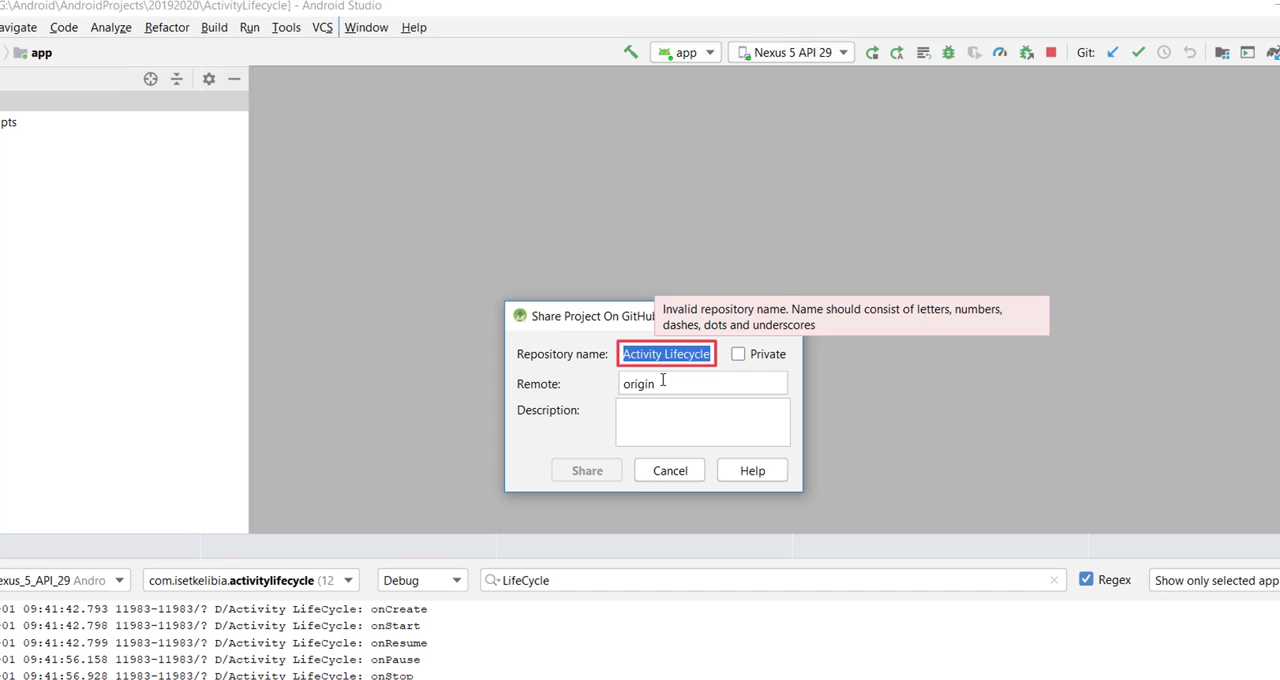 G:\Android\AndroidProjects\20192020\ActivityLifecycle] - Android Studio
avigate Code Analyze Refactor Build Run Tools VCS Window Help
app app Nexus 5 API 29 Git:
pts
Invalid repository name. Name should consist of letters, numbers,
dashes, dots and underscores
Share Project On GitHub
Repository name: Activity Lifecycle Private
Remote: origin
Description:
Share Cancel Help
exus_5_API_29 Andro com.isetkelibia.activitylifecycle (12 Debug LifeCycle Regex Show only selected app
-01 09:41:42.793 11983-11983/? D/Activity LifeCycle: onCreate
-01 09:41:42.798 11983-11983/? D/Activity LifeCycle: onStart
-01 09:41:42.799 11983-11983/? D/Activity LifeCycle: onResume
-01 09:41:56.158 11983-11983/? D/Activity LifeCycle: onPause
-01 09:41:56.928 11983-11983/? D/Activity LifeCycle: onStop